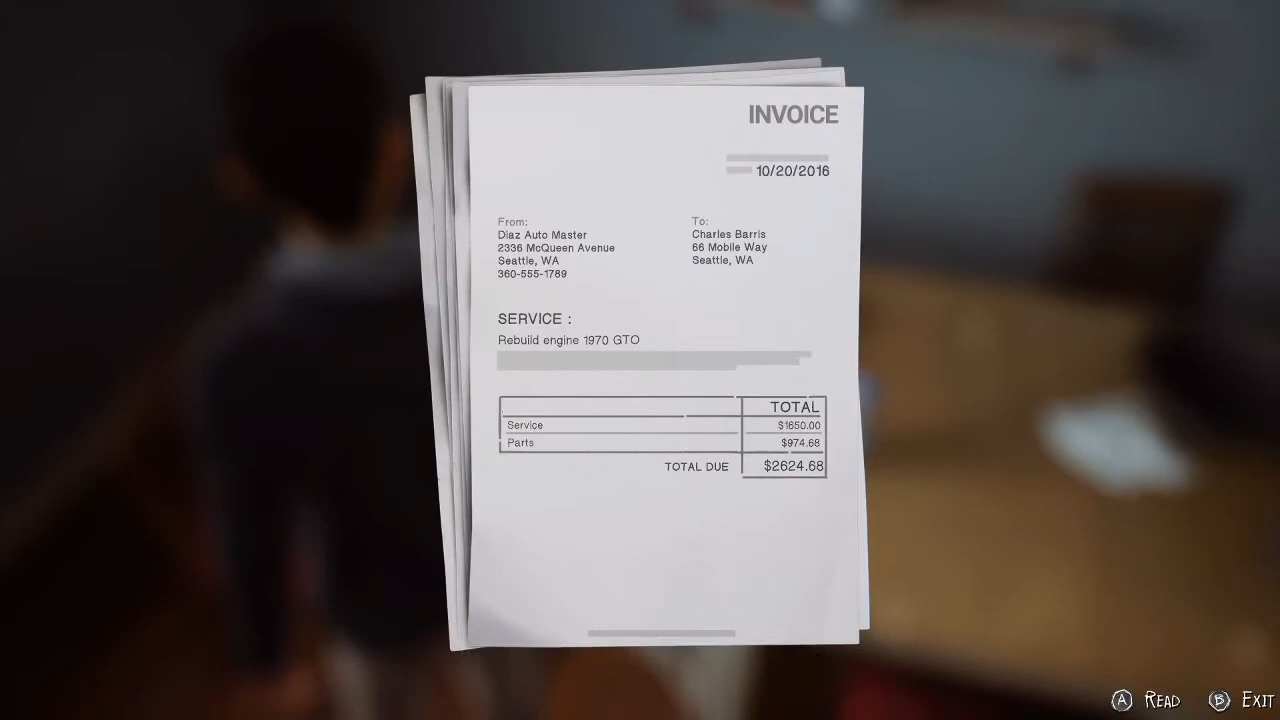 INVOICE
10/20/2016
From:
Diaz Auto Master
2336 McQueen Avenue
Seattle, WA
360-555-1789
To:
Charles Barris
66 Mobile Way
Seattle, WA
SERVICE :
Rebuild engine 1970 GTO
TOTAL
Service $1650.00
Parts $974.68
TOTAL DUE $2624.68
A READ B EXIT